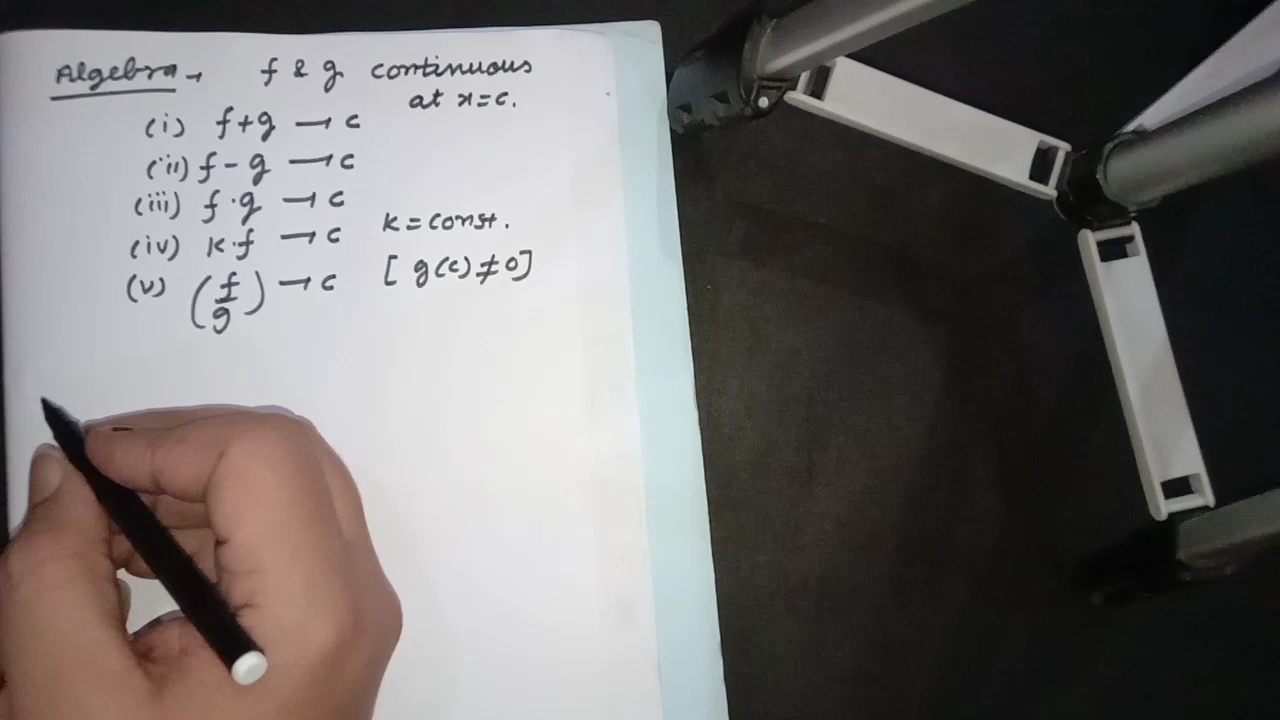 Algebra → f & g continuous
at x=c.
(i) f+g → c
(ii) f-g → c
(iii) f·g → c
(iv) k·f → c k = const.
(v) (f/g) → c [g(c) ≠ 0]